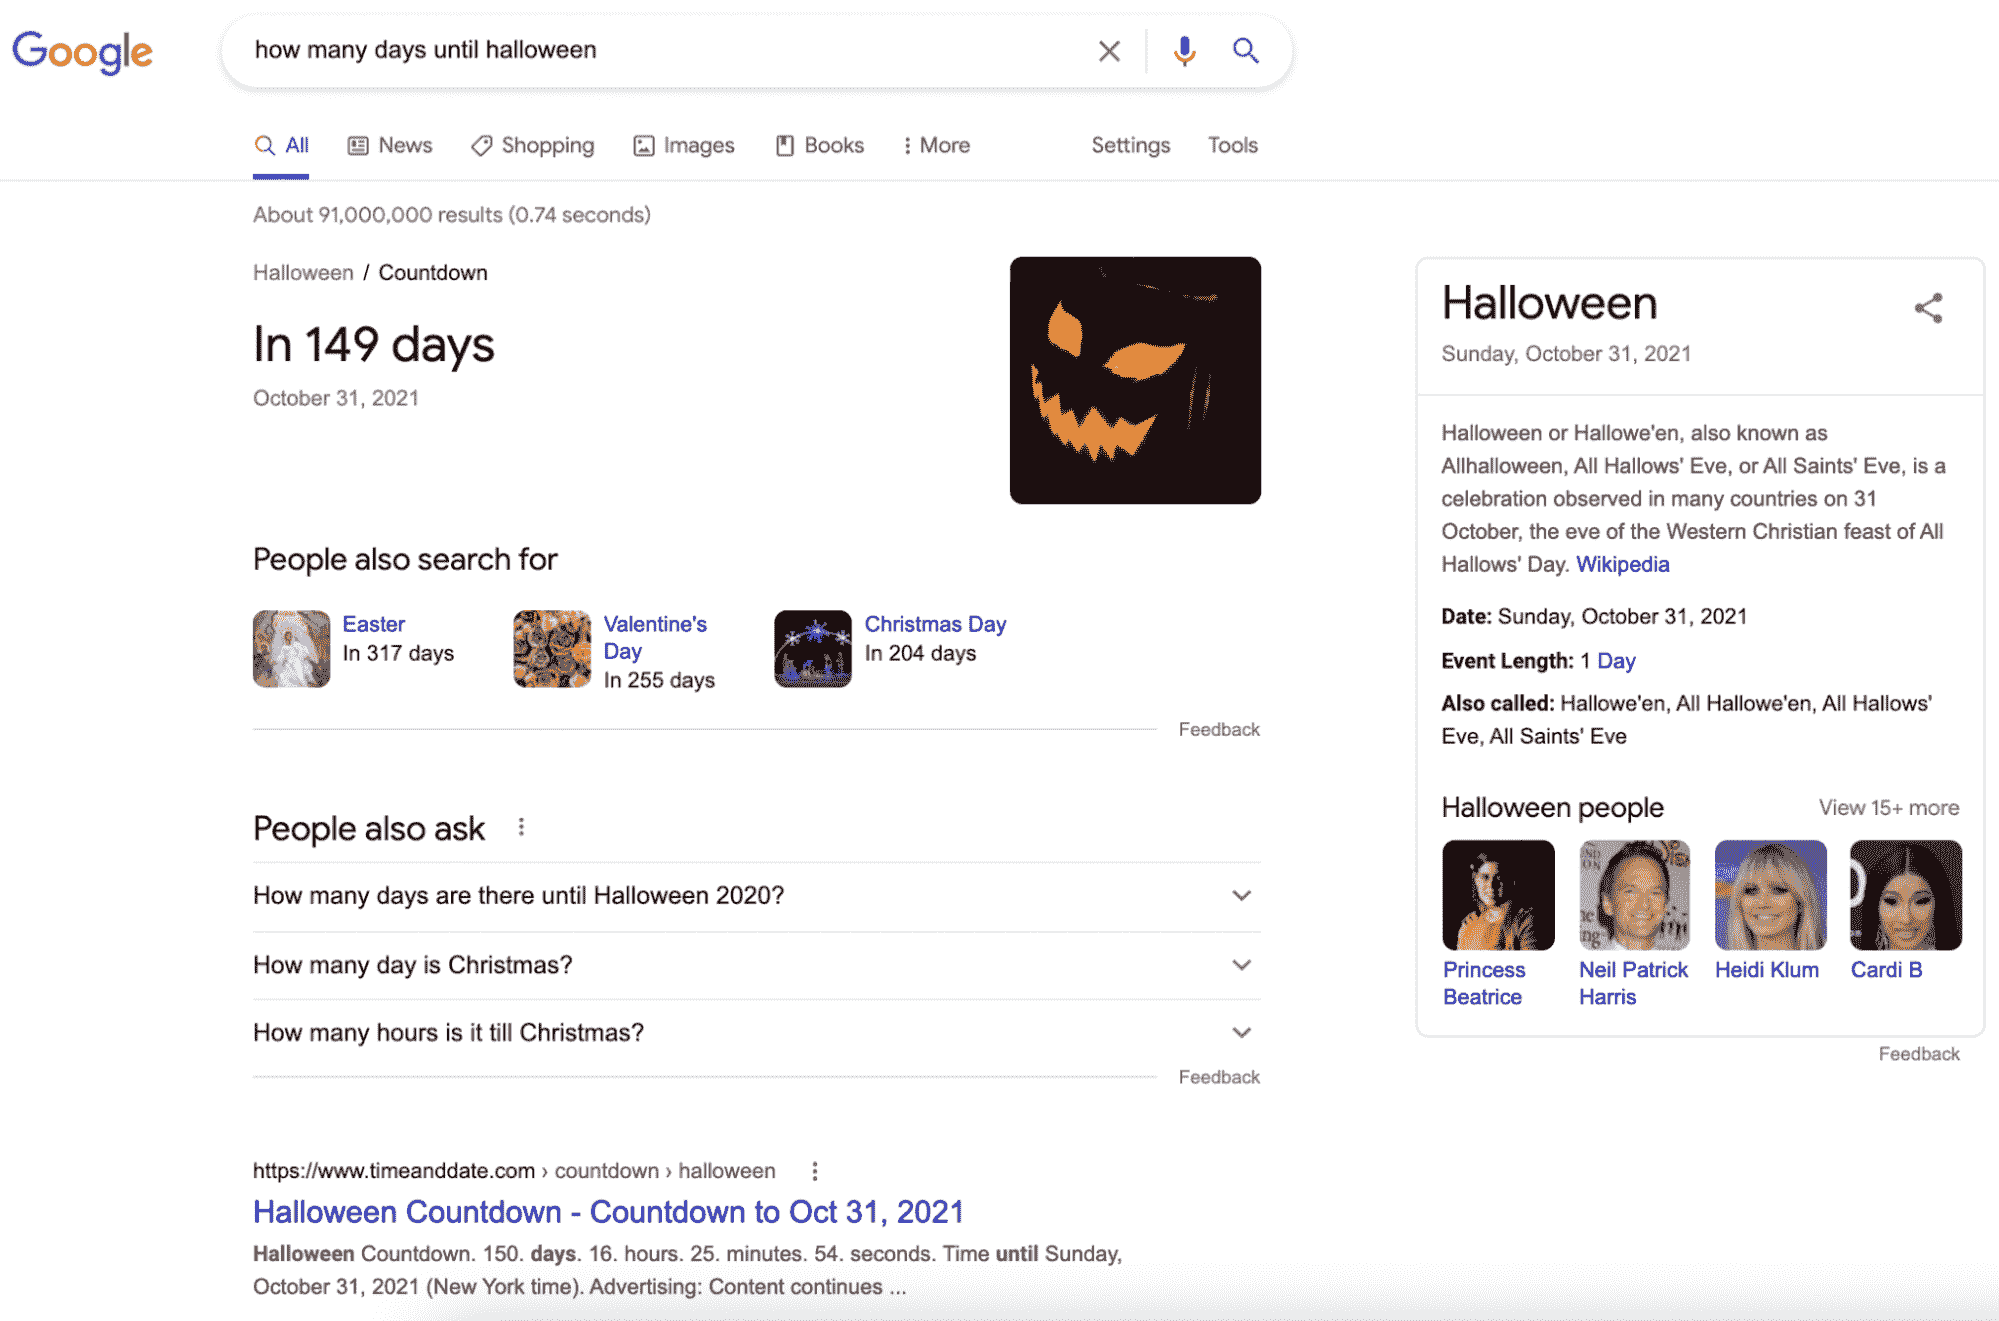 Google
how many days until halloween
All News Shopping Images Books More Settings Tools
About 91,000,000 results (0.74 seconds)
Halloween / Countdown
In 149 days
October 31, 2021
People also search for
Easter
In 317 days
Valentine's
Day
In 255 days
Christmas Day
In 204 days
Feedback
People also ask
How many days are there until Halloween 2020?
How many day is Christmas?
How many hours is it till Christmas?
Feedback
https://www.timeanddate.com › countdown › halloween
Halloween Countdown - Countdown to Oct 31, 2021
Halloween Countdown. 150. days. 16. hours. 25. minutes. 54. seconds. Time until Sunday,
October 31, 2021 (New York time). Advertising: Content continues ...
Halloween
Sunday, October 31, 2021
Halloween or Hallowe'en, also known as
Allhalloween, All Hallows' Eve, or All Saints' Eve, is a
celebration observed in many countries on 31
October, the eve of the Western Christian feast of All
Hallows' Day. Wikipedia
Date: Sunday, October 31, 2021
Event Length: 1 Day
Also called: Hallowe'en, All Hallowe'en, All Hallows'
Eve, All Saints' Eve
Halloween people
View 15+ more
Princess
Beatrice
Neil Patrick
Harris
Heidi Klum
Cardi B
Feedback